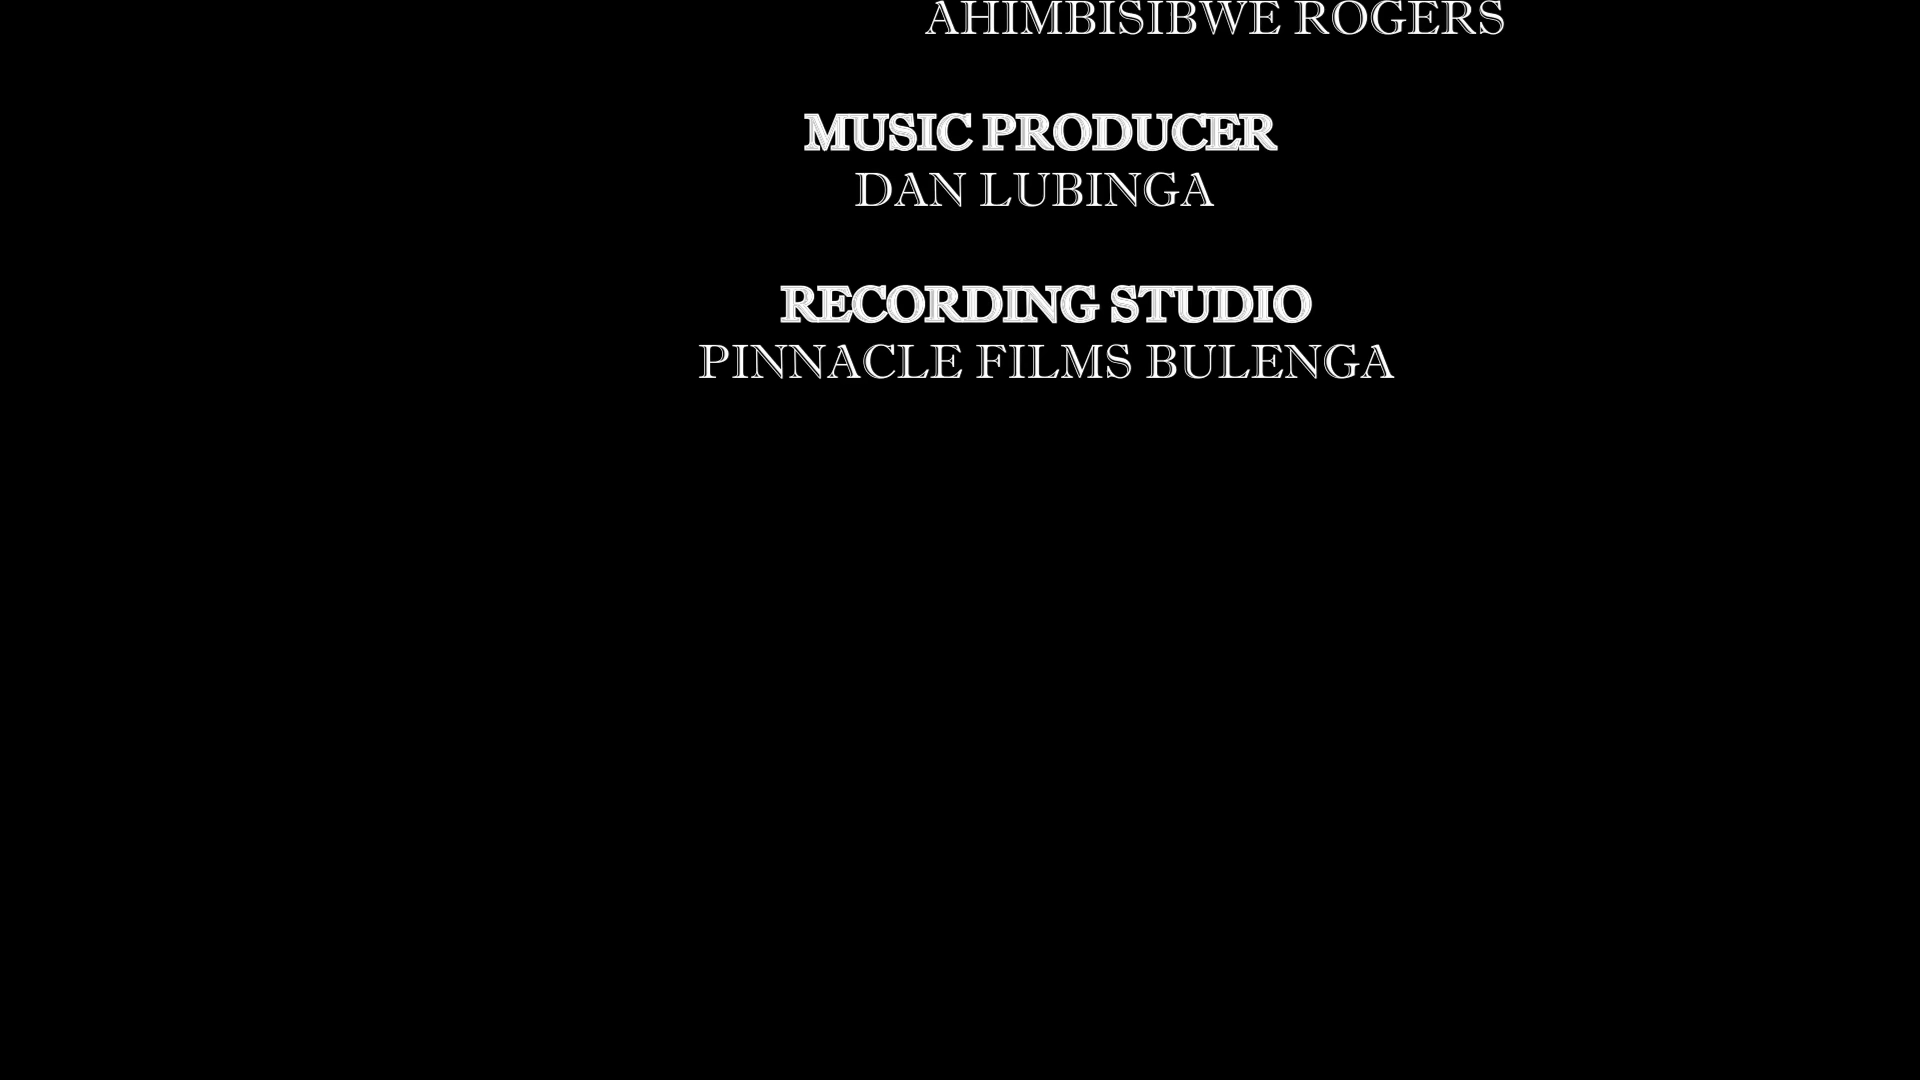 AHIMBISIBWE ROGERS
MUSIC PRODUCER
DAN LUBINGA
RECORDING STUDIO
PINNACLE FILMS BULENGA